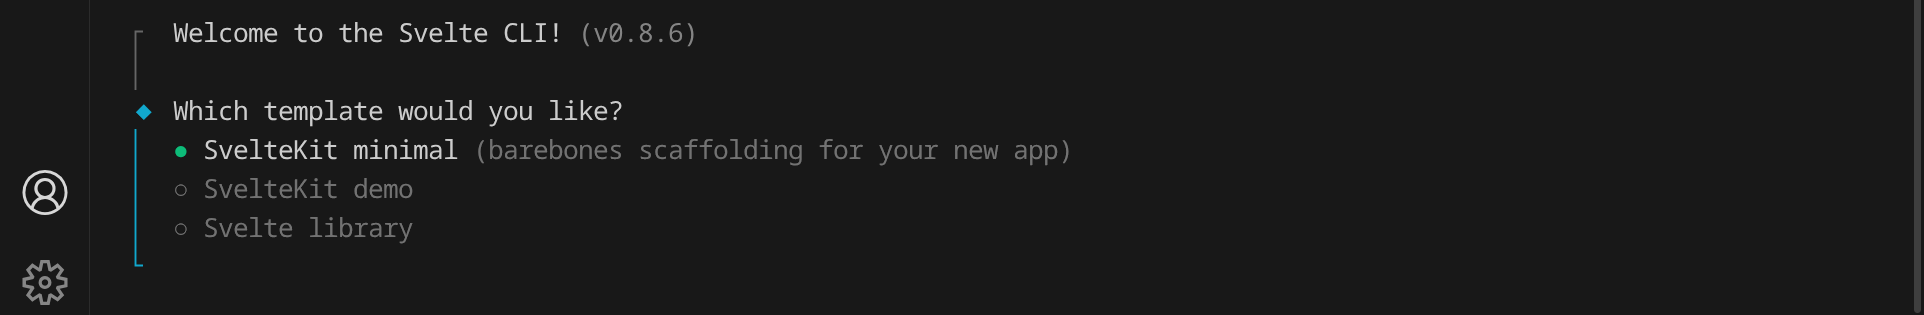 Welcome to the Svelte CLI! (v0.8.6)
Which template would you like?
SvelteKit minimal (barebones scaffolding for your new app)
SvelteKit demo
Svelte library